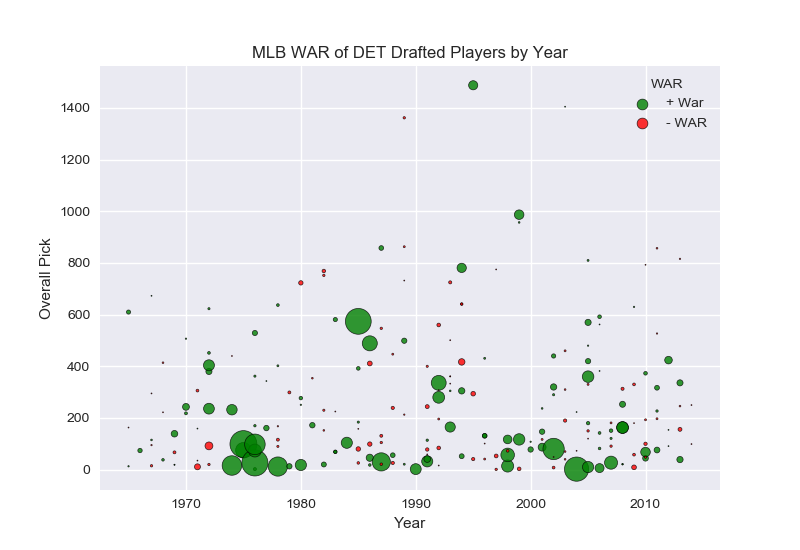 MLB WAR of DET Drafted Players by Year
WAR
+ War
- WAR
1400
1200
1000
800
600
400
200
0
Overall Pick
1970 1980 1990 2000 2010
Year